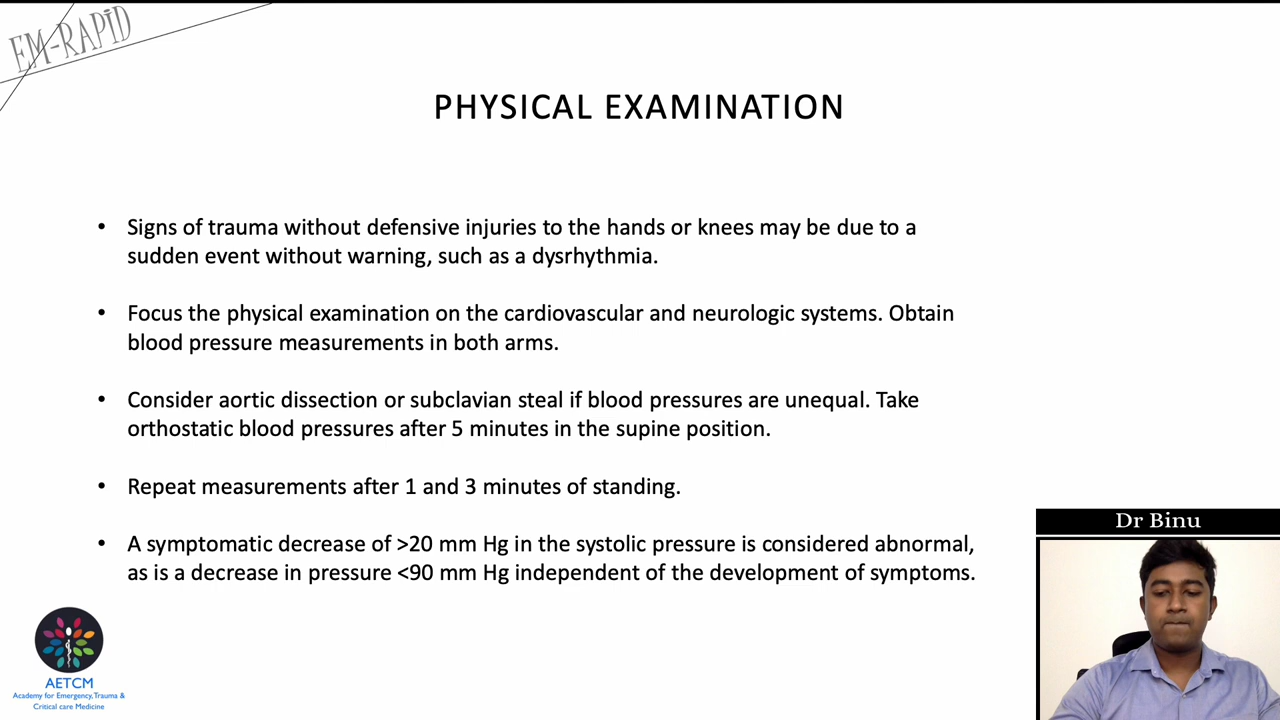 EM-RAPID
PHYSICAL EXAMINATION
• Signs of trauma without defensive injuries to the hands or knees may be due to a
sudden event without warning, such as a dysrhythmia.
• Focus the physical examination on the cardiovascular and neurologic systems. Obtain
blood pressure measurements in both arms.
• Consider aortic dissection or subclavian steal if blood pressures are unequal. Take
orthostatic blood pressures after 5 minutes in the supine position.
• Repeat measurements after 1 and 3 minutes of standing.
• A symptomatic decrease of >20 mm Hg in the systolic pressure is considered abnormal,
as is a decrease in pressure <90 mm Hg independent of the development of symptoms.
Dr Binu
AETCM
Academy for Emergency, Trauma &
Critical care Medicine